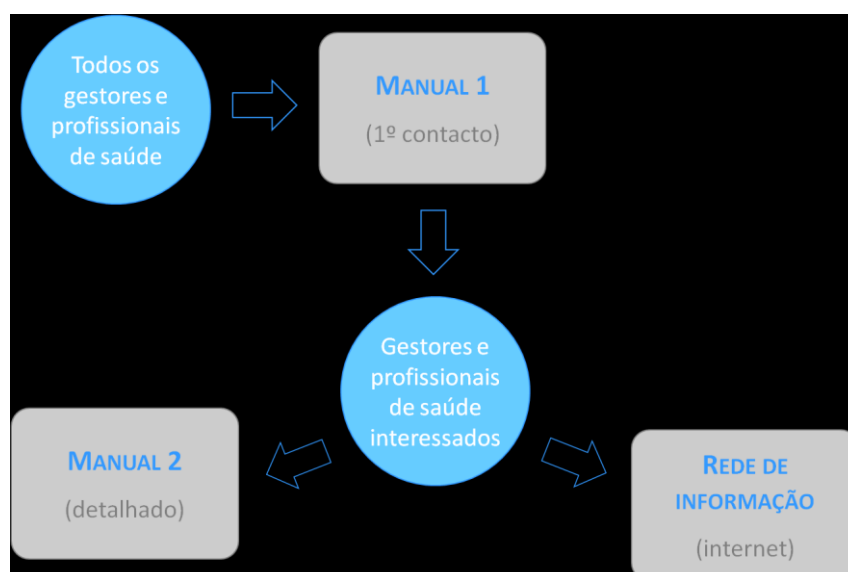 Todos os
gestores e
profissionais
de saúde
MANUAL 1
(1º contacto)
Gestores e
profissionais
de saúde
interessados
MANUAL 2
(detalhado)
REDE DE
INFORMAÇÃO
(internet)